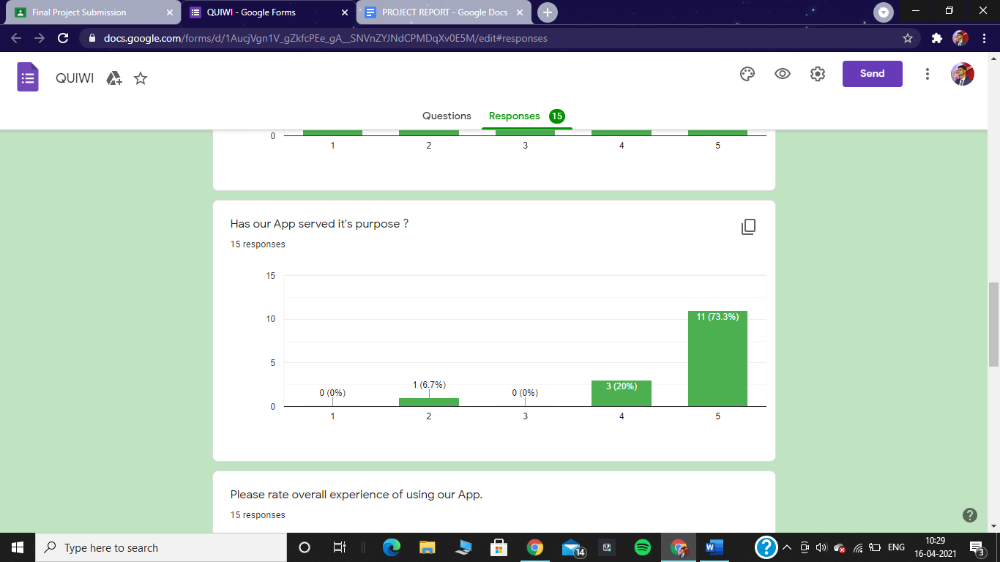 Final Project Submission
QUIWI - Google Forms
PROJECT REPORT - Google Docs
docs.google.com/forms/d/1AucjVgn1V_gZkfcPEe_gA__SNVnZYJNdCPMDqXv0E5M/edit#responses
QUIWI
Send
Questions
Responses 15
0
1 2 3 4 5
Has our App served it's purpose ?
15 responses
15
10
5
0
0 (0%)
1 (6.7%)
0 (0%)
3 (20%)
11 (73.3%)
1 2 3 4 5
Please rate overall experience of using our App.
15 responses
Type here to search
14
ENG
10:29
16-04-2021
3